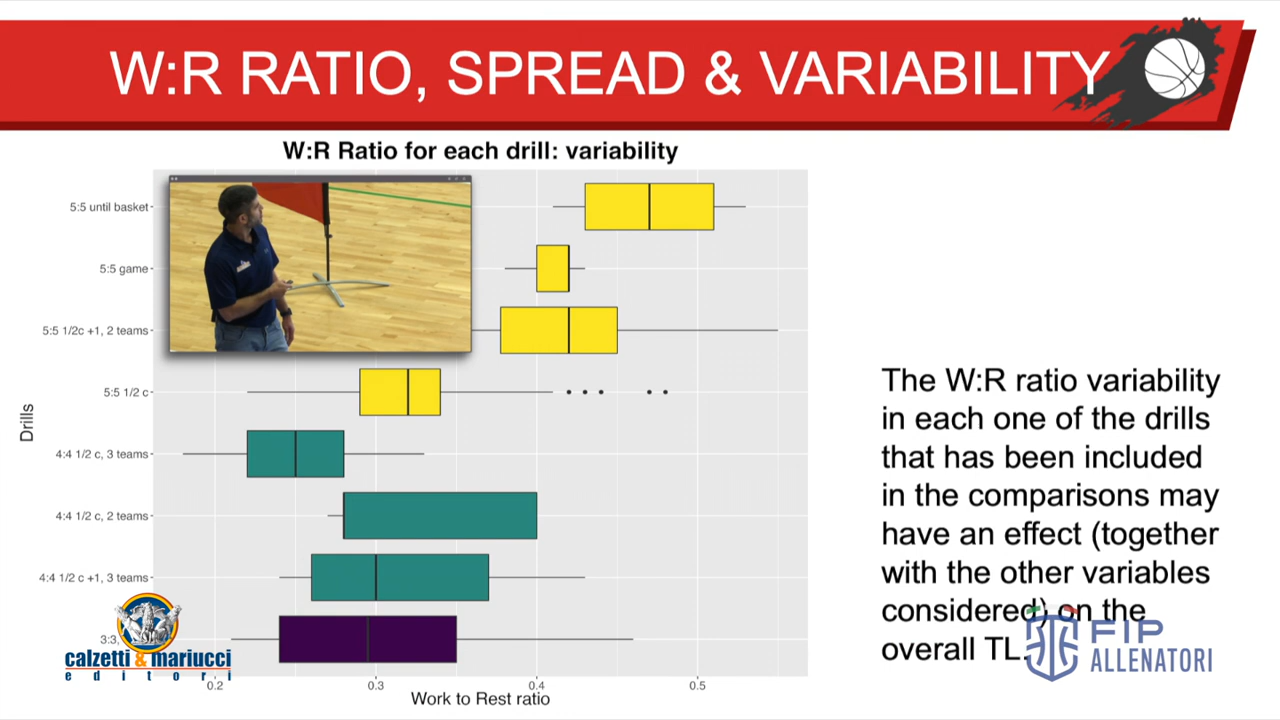 W:R RATIO, SPREAD & VARIABILITY
W:R Ratio for each drill: variability
5:5 until basket
5:5 game
5:5 1/2c +1, 2 teams
5:5 1/2 c
4:4 1/2 c, 3 teams
4:4 1/2 c, 2 teams
4:4 1/2 c +1, 3 teams
3:3,
Drills
0.2
0.3
0.4
0.5
Work to Rest ratio
The W:R ratio variability
in each one of the drills
that has been included
in the comparisons may
have an effect (together
with the other variables
considered) on the
overall TL.
calzetti & mariucci
editori
FIP
ALLENATORI